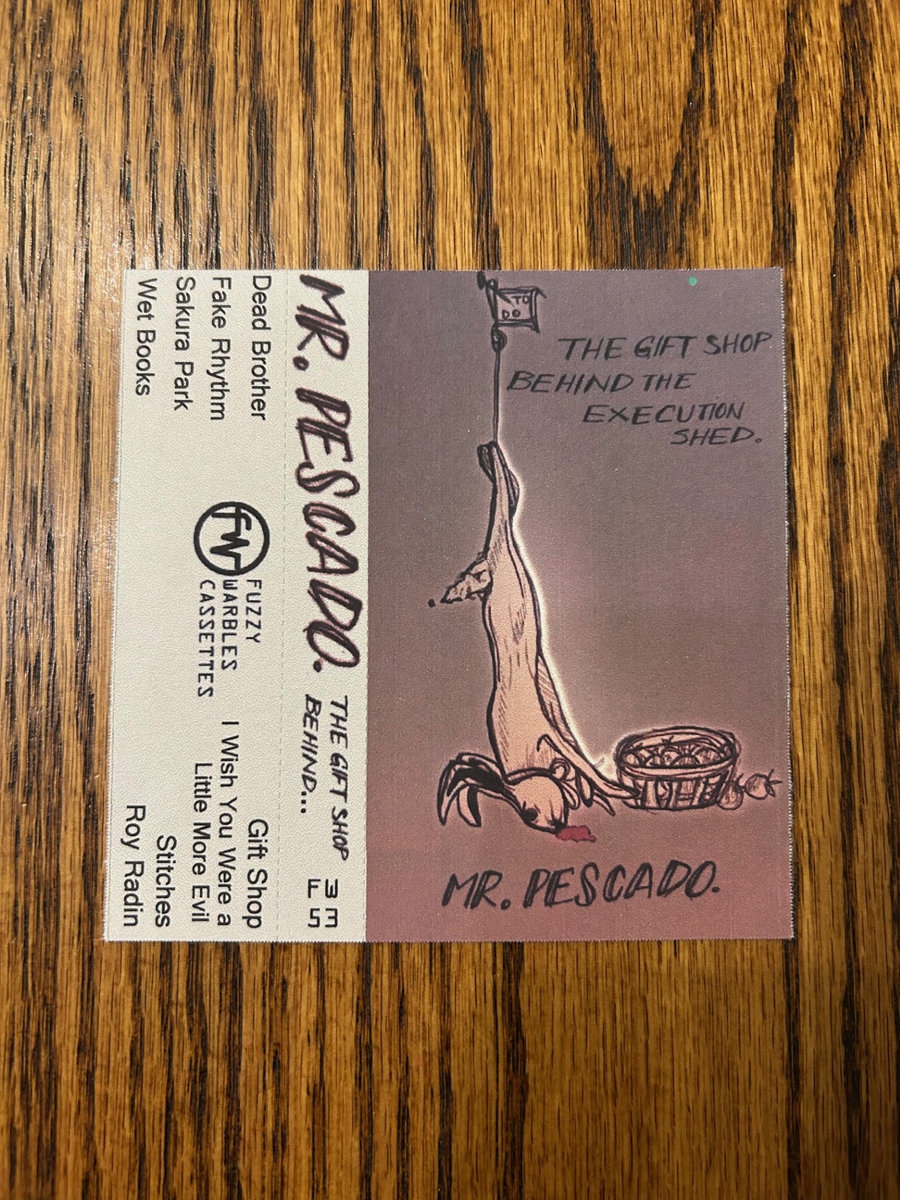 THE GIFT SHOP
BEHIND THE
EXECUTION
SHED.
TO
DO
MR. PESCADO.
MR. PESCADO.
THE GIFT SHOP
BEHIND...
Dead Brother
Fake Rhythm
Sakura Park
Wet Books
FW
FUZZY
WARBLES
CASSETTES
Gift Shop
I Wish You Were a
Little More Evil
Stitches
Roy Radin